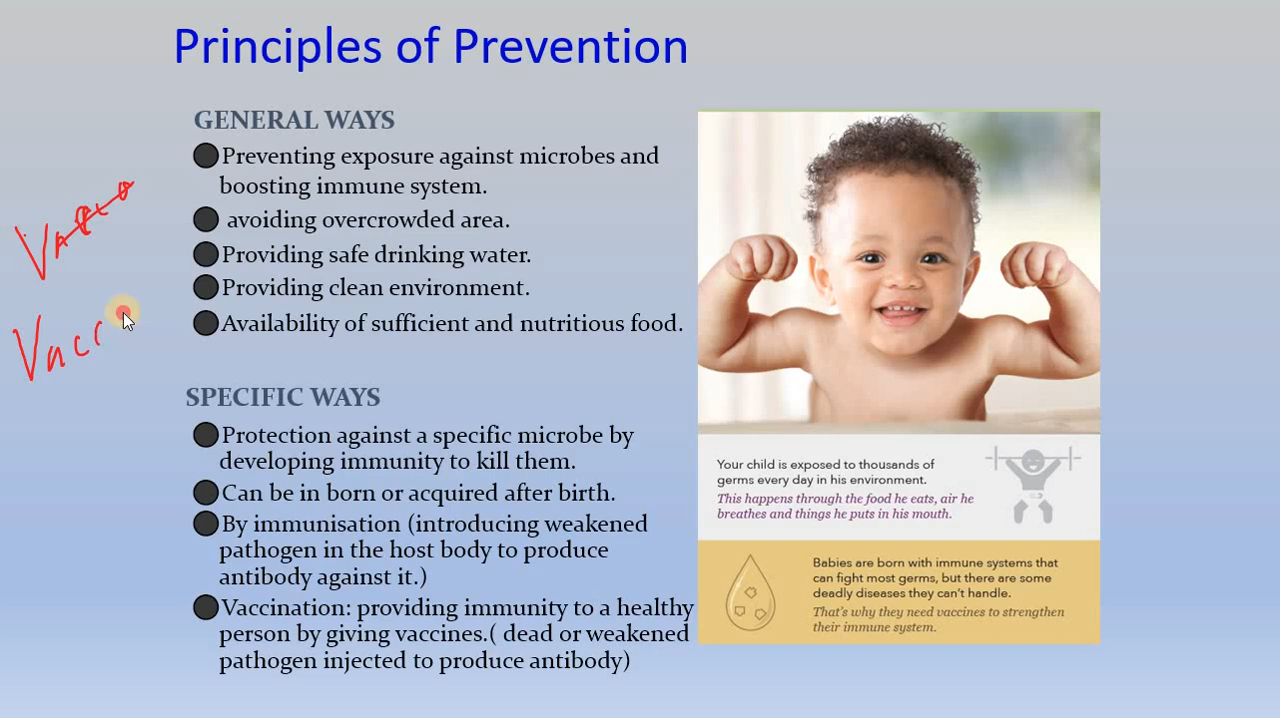 Principles of Prevention
GENERAL WAYS
Preventing exposure against microbes and
boosting immune system.
avoiding overcrowded area.
Providing safe drinking water.
Providing clean environment.
Availability of sufficient and nutritious food.
SPECIFIC WAYS
Protection against a specific microbe by
developing immunity to kill them.
Can be in born or acquired after birth.
By immunisation (introducing weakened
pathogen in the host body to produce
antibody against it.)
Vaccination: providing immunity to a healthy
person by giving vaccines.( dead or weakened
pathogen injected to produce antibody)
Your child is exposed to thousands of
germs every day in his environment.
This happens through the food he eats, air he
breathes and things he puts in his mouth.
Babies are born with immune systems that
can fight most germs, but there are some
deadly diseases they can't handle.
That's why they need vaccines to strengthen
their immune system.